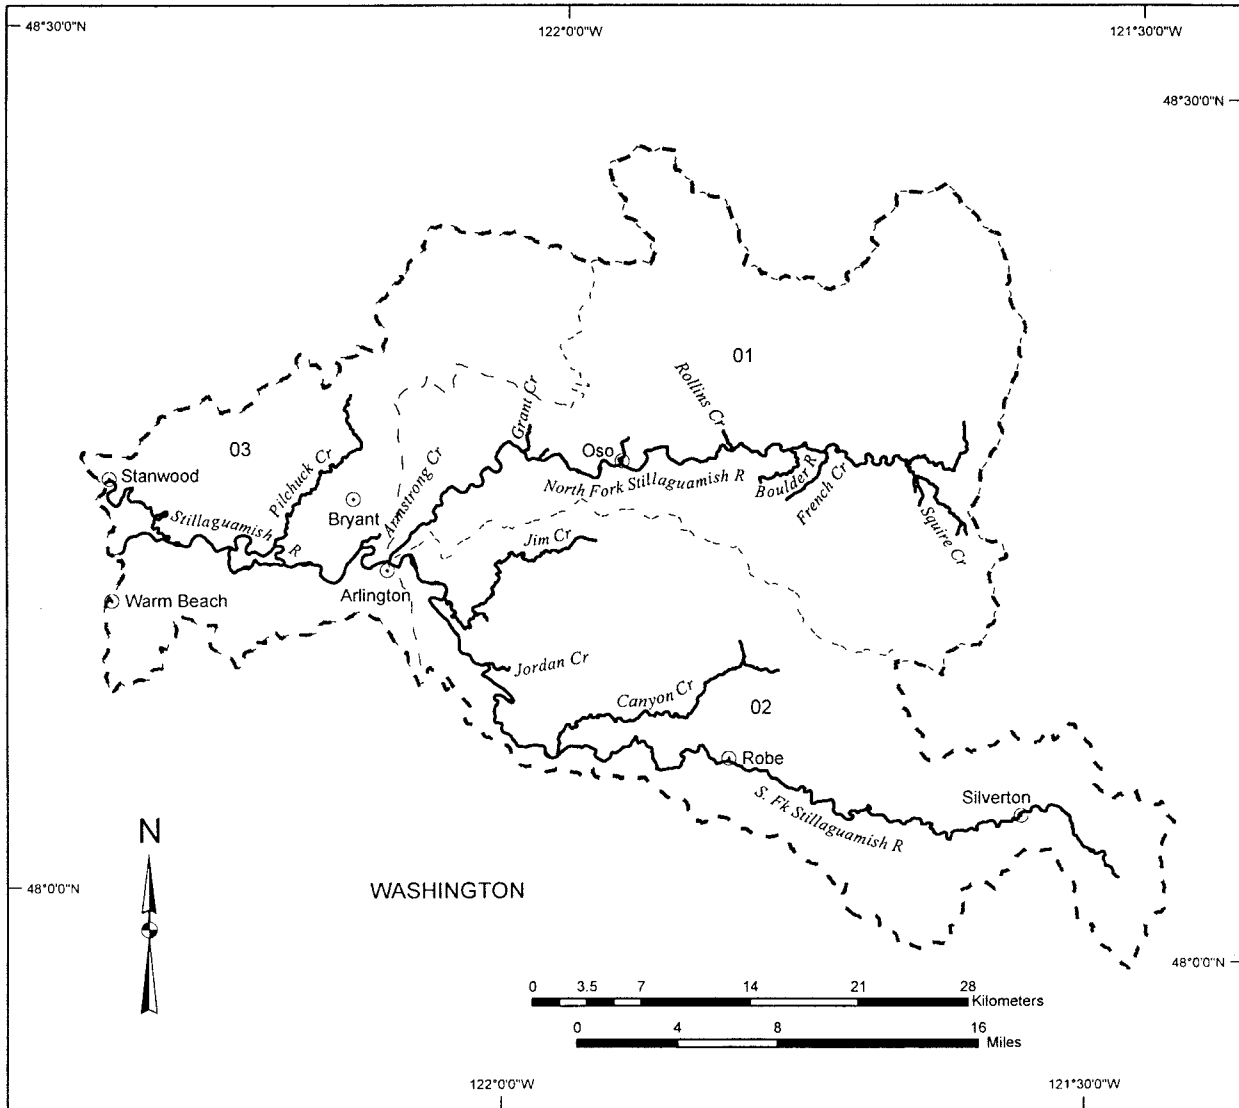 48°30'0"N
122°0'0"W
121°30'0"W
48°30'0"N
01
Rollins Cr
Grant Cr
03
Oso
Stanwood
Pilchuck Cr
Armstrong Cr
North Fork Stillaguamish R
Boulder R
French Cr
Bryant
Stillaguamish R
Squire Cr
Jim Cr
Arlington
Warm Beach
Jordan Cr
Canyon Cr
02
Robe
Silverton
S. Fk Stillaguamish R
N
48°0'0"N
WASHINGTON
48°0'0"N
0 3.5 7 14 21 28
Kilometers
0 4 8 16
Miles
122°0'0"W
121°30'0"W